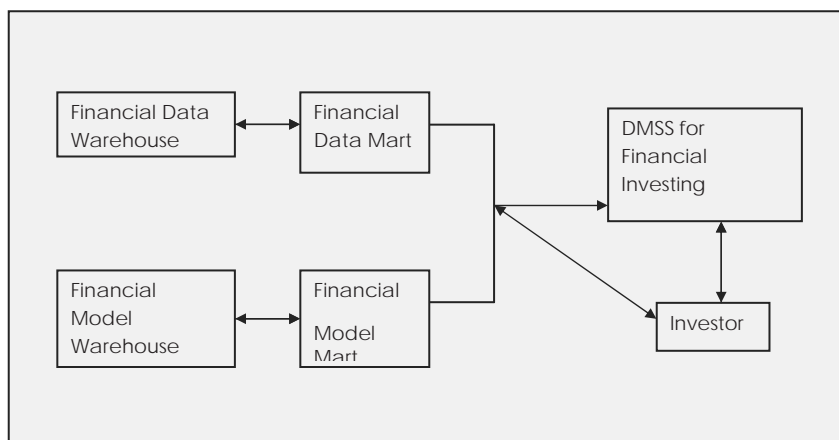 Financial Data
Warehouse
Financial
Data Mart
DMSS for
Financial
Investing
Financial
Model
Warehouse
Financial
Model
Mart
Investor